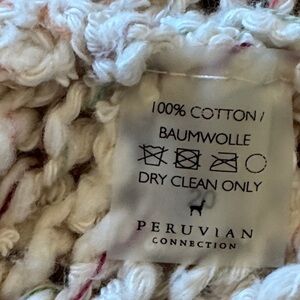 100% COTTON /
BAUMWOLLE
DRY CLEAN ONLY
PERUVIAN
CONNECTION